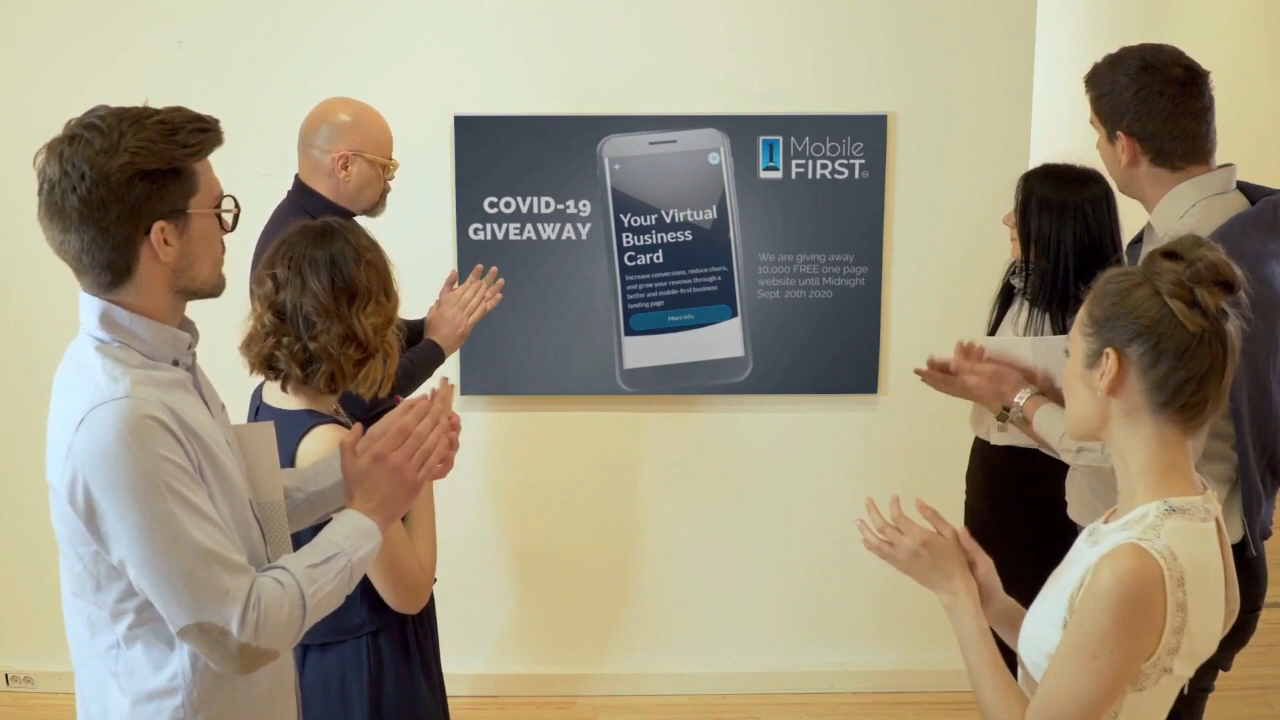 COVID-19
GIVEAWAY
Your Virtual
Business
Card
Increase conversions, reduce churn,
and grow your revenue through a
better and mobile-first business
landing page
More info
Mobile
FIRST
We are giving away
10,000 FREE one page
website until Midnight
Sept. 20th 2020